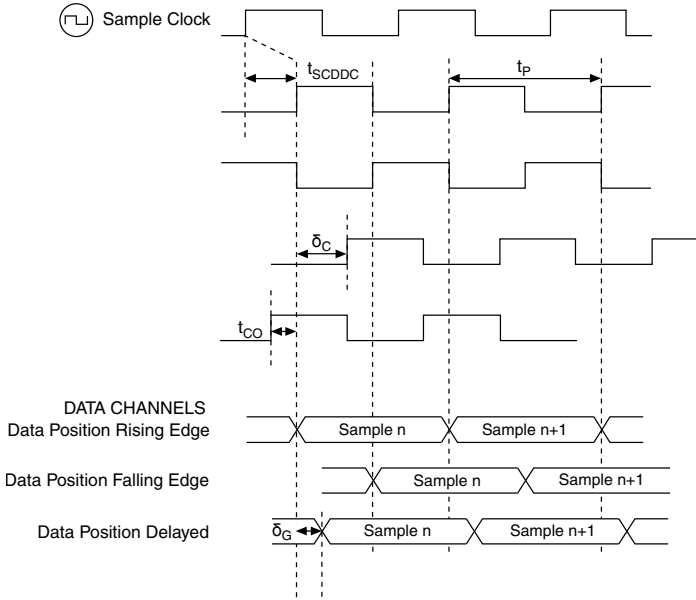 Sample Clock
tSCDDC
tP
δC
tCO
DATA CHANNELS
Data Position Rising Edge
Sample n
Sample n+1
Data Position Falling Edge
Sample n
Sample n+1
Data Position Delayed
δG
Sample n
Sample n+1